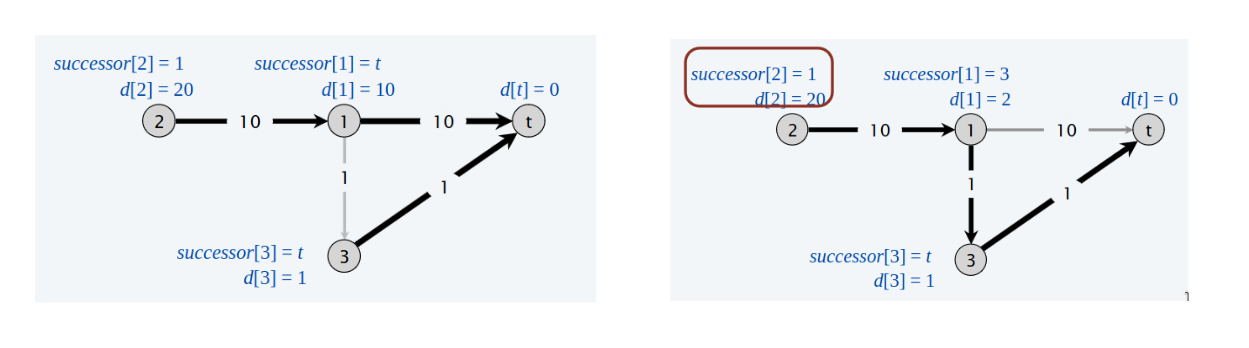 successor[2] = 1
d[2] = 20
successor[1] = t
d[1] = 10
d[t] = 0
2
10
1
10
t
1
1
successor[3] = t
d[3] = 1
3
successor[2] = 1
d[2] = 20
successor[1] = 3
d[1] = 2
d[t] = 0
2
10
1
10
t
1
1
successor[3] = t
d[3] = 1
3